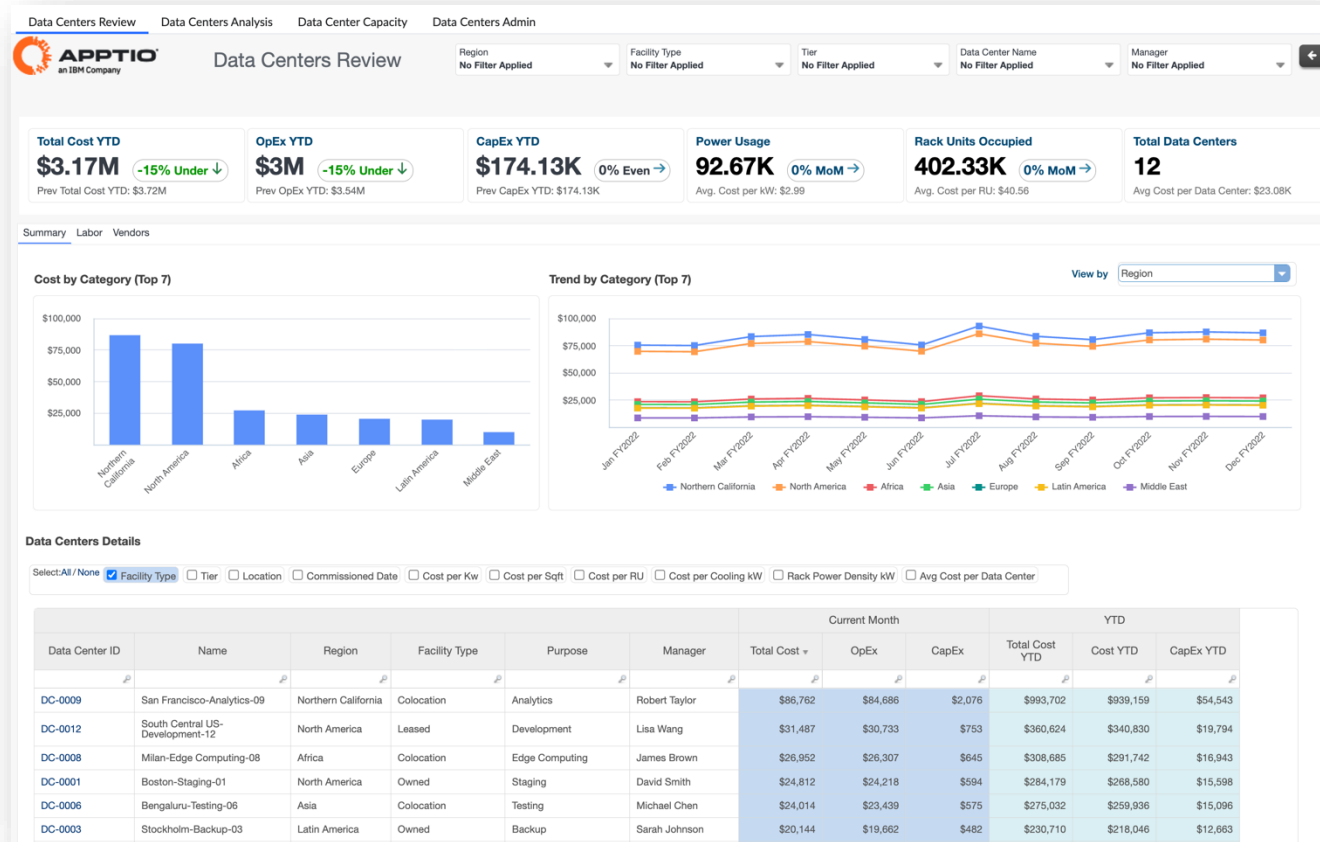 Data Centers Review Data Centers Analysis Data Center Capacity Data Centers Admin
APPTIO
an IBM Company
Data Centers Review
Region
No Filter Applied
Facility Type
No Filter Applied
Tier
No Filter Applied
Data Center Name
No Filter Applied
Manager
No Filter Applied
Total Cost YTD
$3.17M -15% Under ↓
Prev Total Cost YTD: $3.72M
OpEx YTD
$3M -15% Under ↓
Prev OpEx YTD: $3.54M
CapEx YTD
$174.13K 0% Even →
Prev CapEx YTD: $174.13K
Power Usage
92.67K 0% MoM →
Avg. Cost per kW: $2.99
Rack Units Occupied
402.33K 0% MoM →
Avg. Cost per RU: $40.56
Total Data Centers
12
Avg Cost per Data Center: $23.08K
Summary Labor Vendors
Cost by Category (Top 7)
$100,000
$75,000
$50,000
$25,000
Northern
California
North America
Africa
Asia
Europe
Latin America
Middle East
Trend by Category (Top 7)
View by Region
$100,000
$75,000
$50,000
$25,000
Jan FY2022
Feb FY2022
Mar FY2022
Apr FY2022
May FY2022
Jun FY2022
Jul FY2022
Aug FY2022
Sep FY2022
Oct FY2022
Nov FY2022
Dec FY2022
Northern California North America Africa Asia Europe Latin America Middle East
Data Centers Details
Select:All / None Facility Type Tier Location Commissioned Date Cost per Kw Cost per Sqft Cost per RU Cost per Cooling kW Rack Power Density kW Avg Cost per Data Center
Current Month YTD
Data Center ID Name Region Facility Type Purpose Manager Total Cost OpEx CapEx Total Cost YTD Cost YTD CapEx YTD
DC-0009 San Francisco-Analytics-09 Northern California Colocation Analytics Robert Taylor $86,762 $84,686 $2,076 $993,702 $939,159 $54,543
DC-0012 South Central US-Development-12 North America Leased Development Lisa Wang $31,487 $30,733 $753 $360,624 $340,830 $19,794
DC-0008 Milan-Edge Computing-08 Africa Colocation Edge Computing James Brown $26,952 $26,307 $645 $308,685 $291,742 $16,943
DC-0001 Boston-Staging-01 North America Owned Staging David Smith $24,812 $24,218 $594 $284,179 $268,580 $15,598
DC-0006 Bengaluru-Testing-06 Asia Colocation Testing Michael Chen $24,014 $23,439 $575 $275,032 $259,936 $15,096
DC-0003 Stockholm-Backup-03 Latin America Owned Backup Sarah Johnson $20,144 $19,662 $482 $230,710 $218,046 $12,663